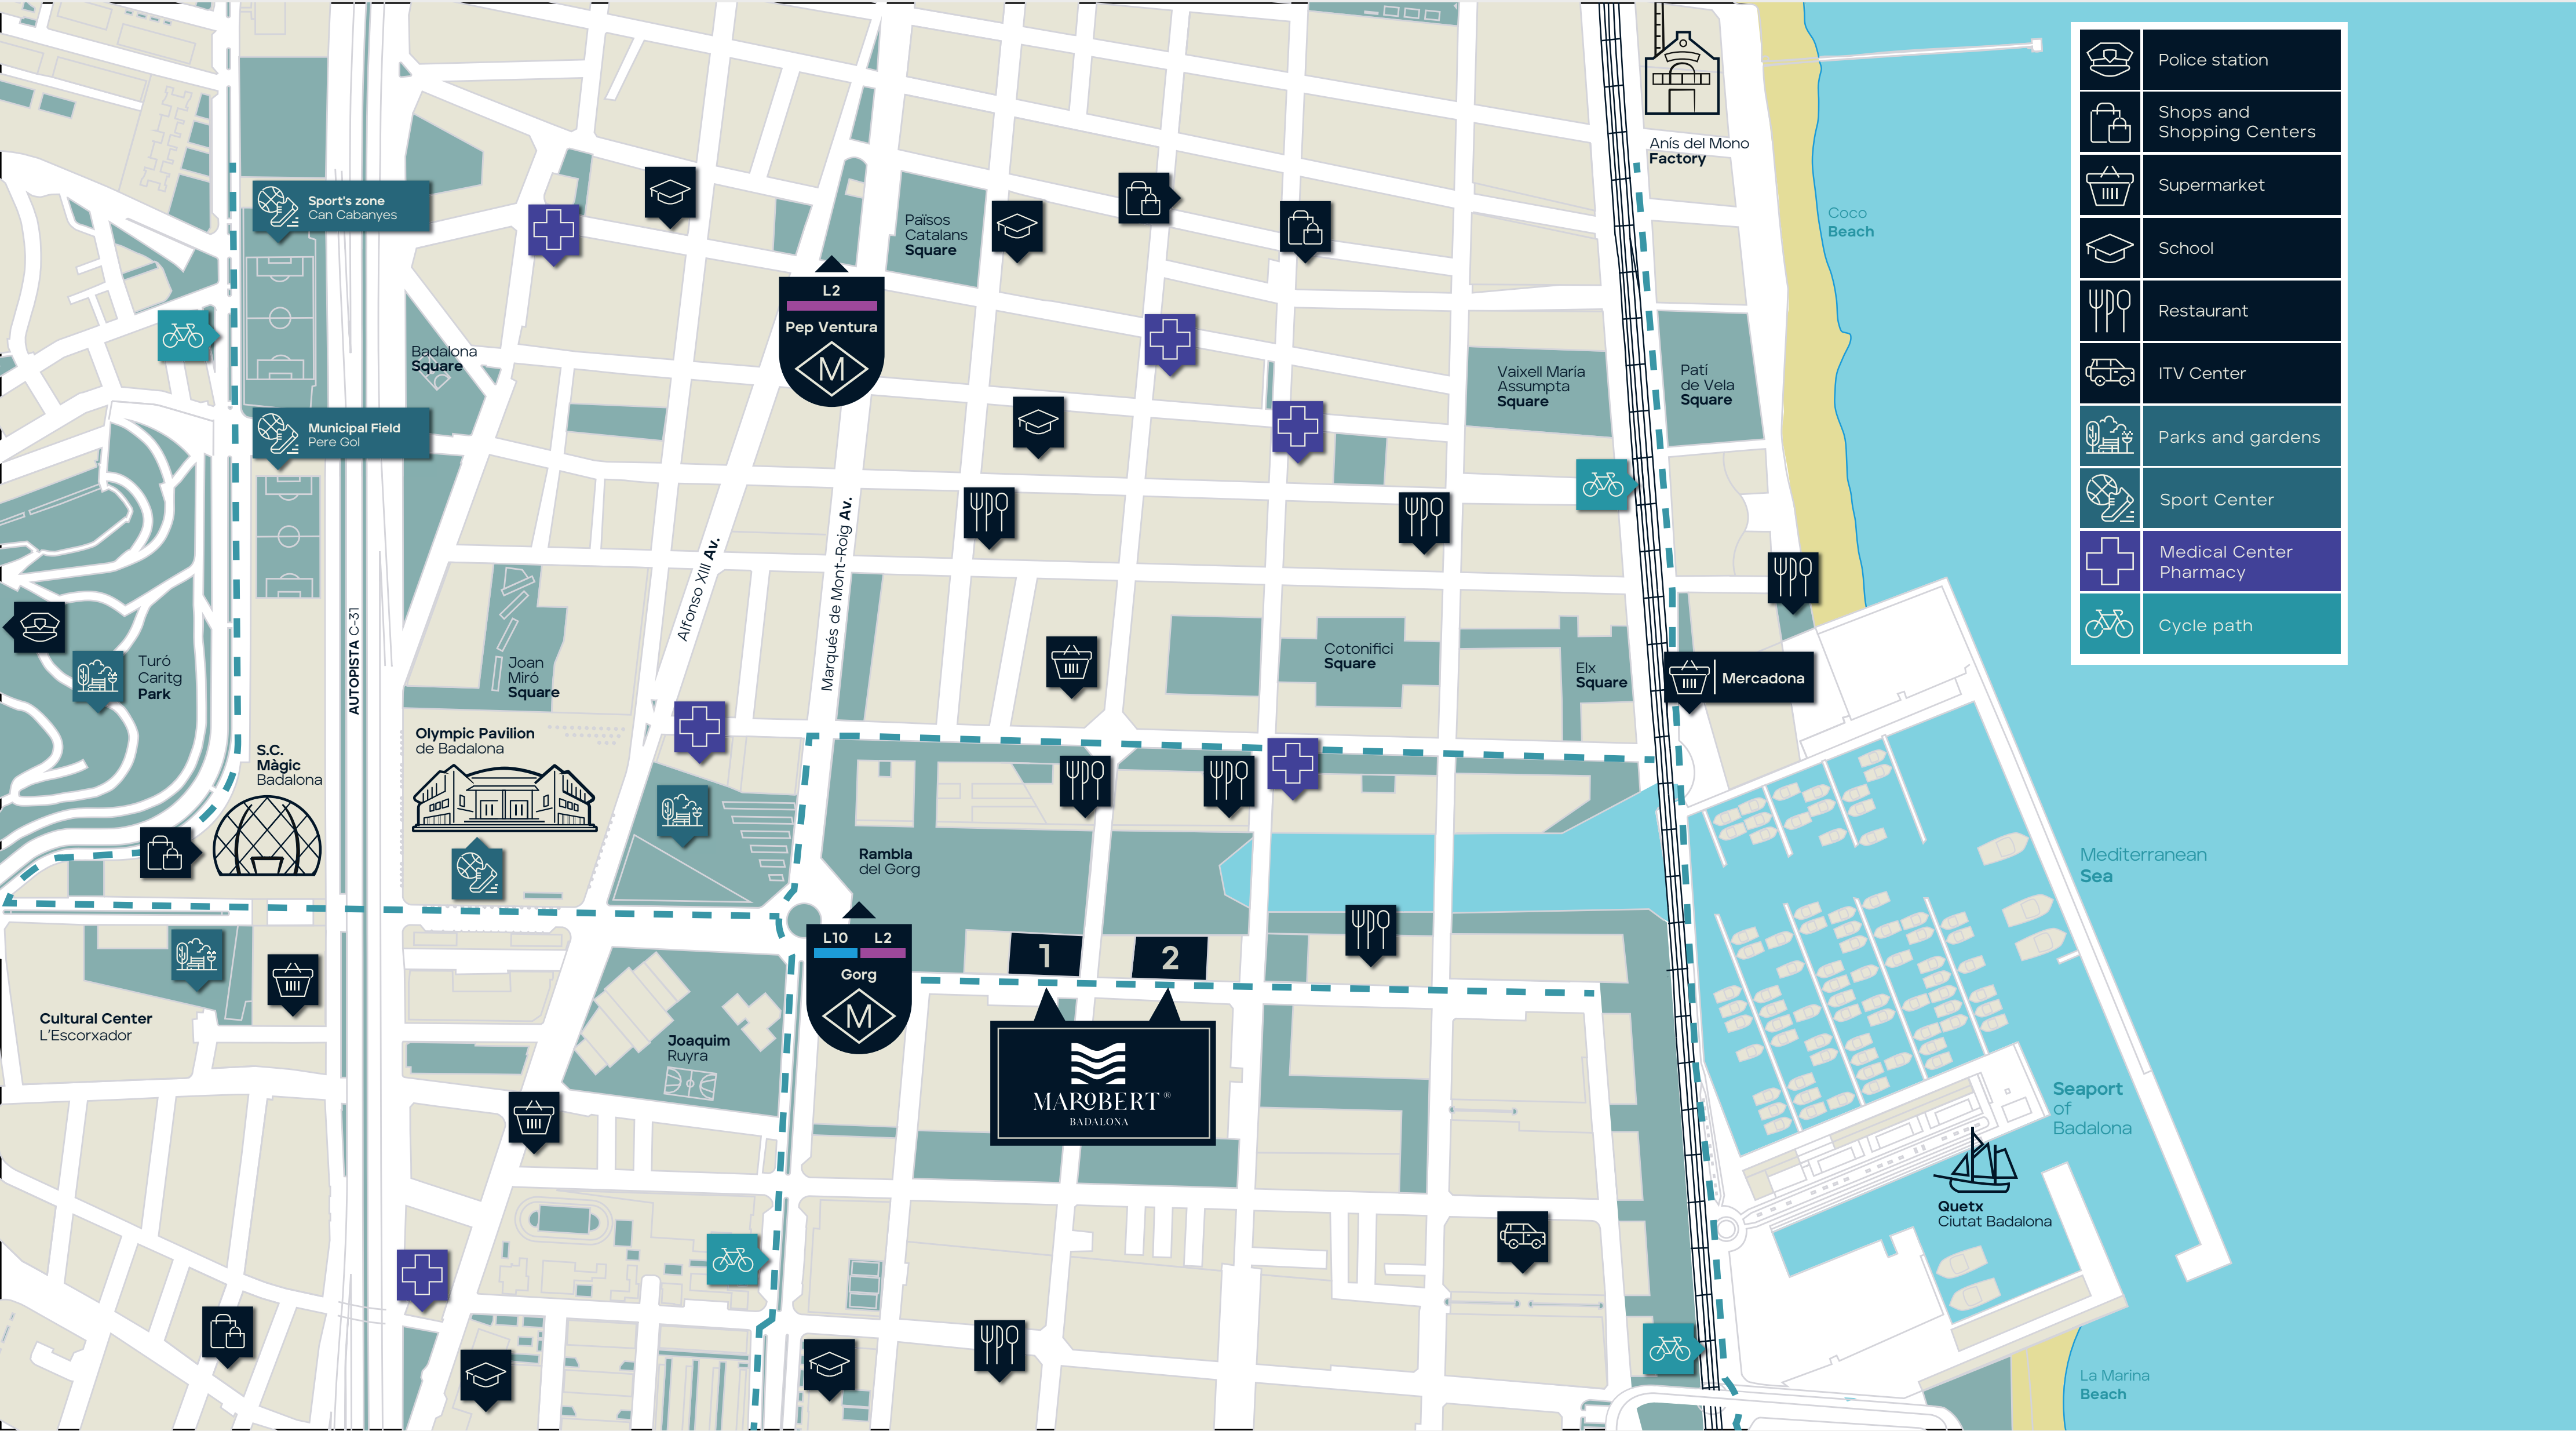 Anís del Mono
Factory
Sport's zone
Can Cabanyes
Països
Catalans
Square
Coco
Beach
L2
Pep Ventura
M
Badalona
Square
Vaixell María
Assumpta
Square
Patí
de Vela
Square
Municipal Field
Pere Gol
Alfonso XIII Av.
Marqués de Mont-Roig Av.
AUTOPISTA C-31
Turó
Caritg
Park
Joan
Miró
Square
Cotonifici
Square
Elx
Square
Mercadona
Olympic Pavilion
de Badalona
S.C.
Màgic
Badalona
Rambla
del Gorg
Mediterranean
Sea
L10 L2
Gorg
M
1
2
Cultural Center
L'Escorxador
Joaquim
Ruyra
MAROBERT®
BADALONA
Seaport
of
Badalona
Quetx
Ciutat Badalona
La Marina
Beach
Police station
Shops and
Shopping Centers
Supermarket
School
Restaurant
ITV Center
Parks and gardens
Sport Center
Medical Center
Pharmacy
Cycle path